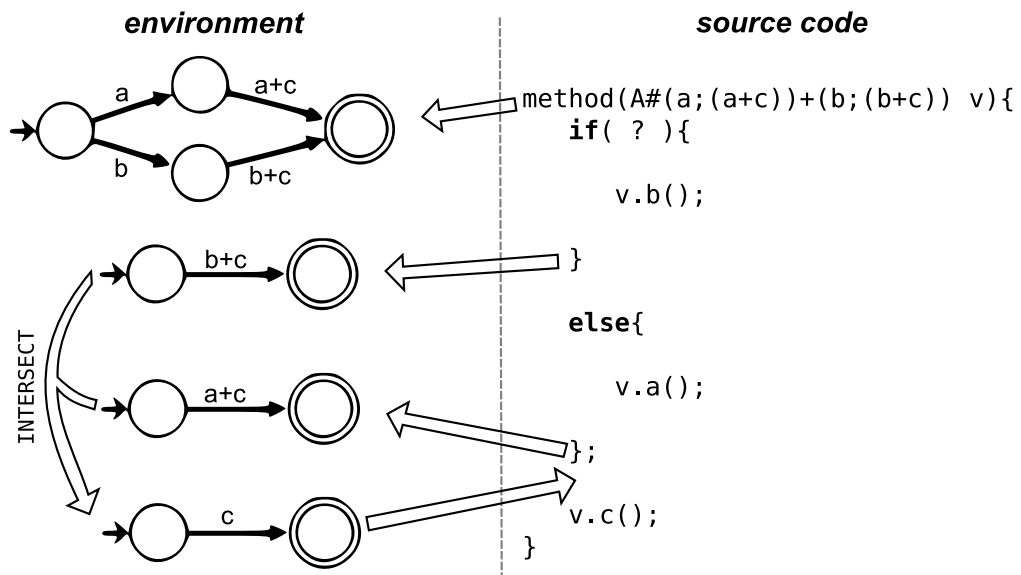 environment
source code
a
a+c
b
b+c
method(A#(a;(a+c))+(b;(b+c)) v){
if( ? ){
v.b();
b+c
}
else{
INTERSECT
a+c
v.a();
};
c
v.c();
}